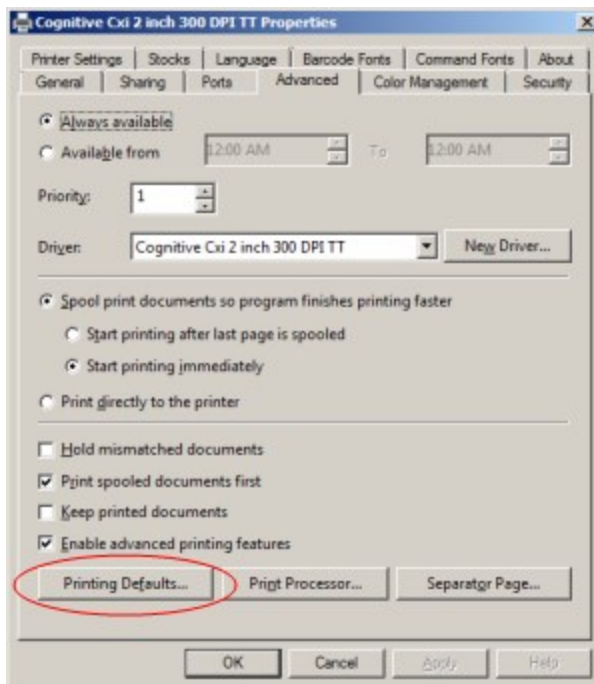 Cognitive Cxi 2 inch 300 DPI TT Properties
Printer Settings Stocks Language Barcode Fonts Command Fonts About
General Sharing Ports Advanced Color Management Security
Always available
Available from 12:00 AM To 12:00 AM
Priority: 1
Driver: Cognitive Cxi 2 inch 300 DPI TT New Driver...
Spool print documents so program finishes printing faster
Start printing after last page is spooled
Start printing immediately
Print directly to the printer
Hold mismatched documents
Print spooled documents first
Keep printed documents
Enable advanced printing features
Printing Defaults... Print Processor... Separator Page...
OK Cancel Apply Help